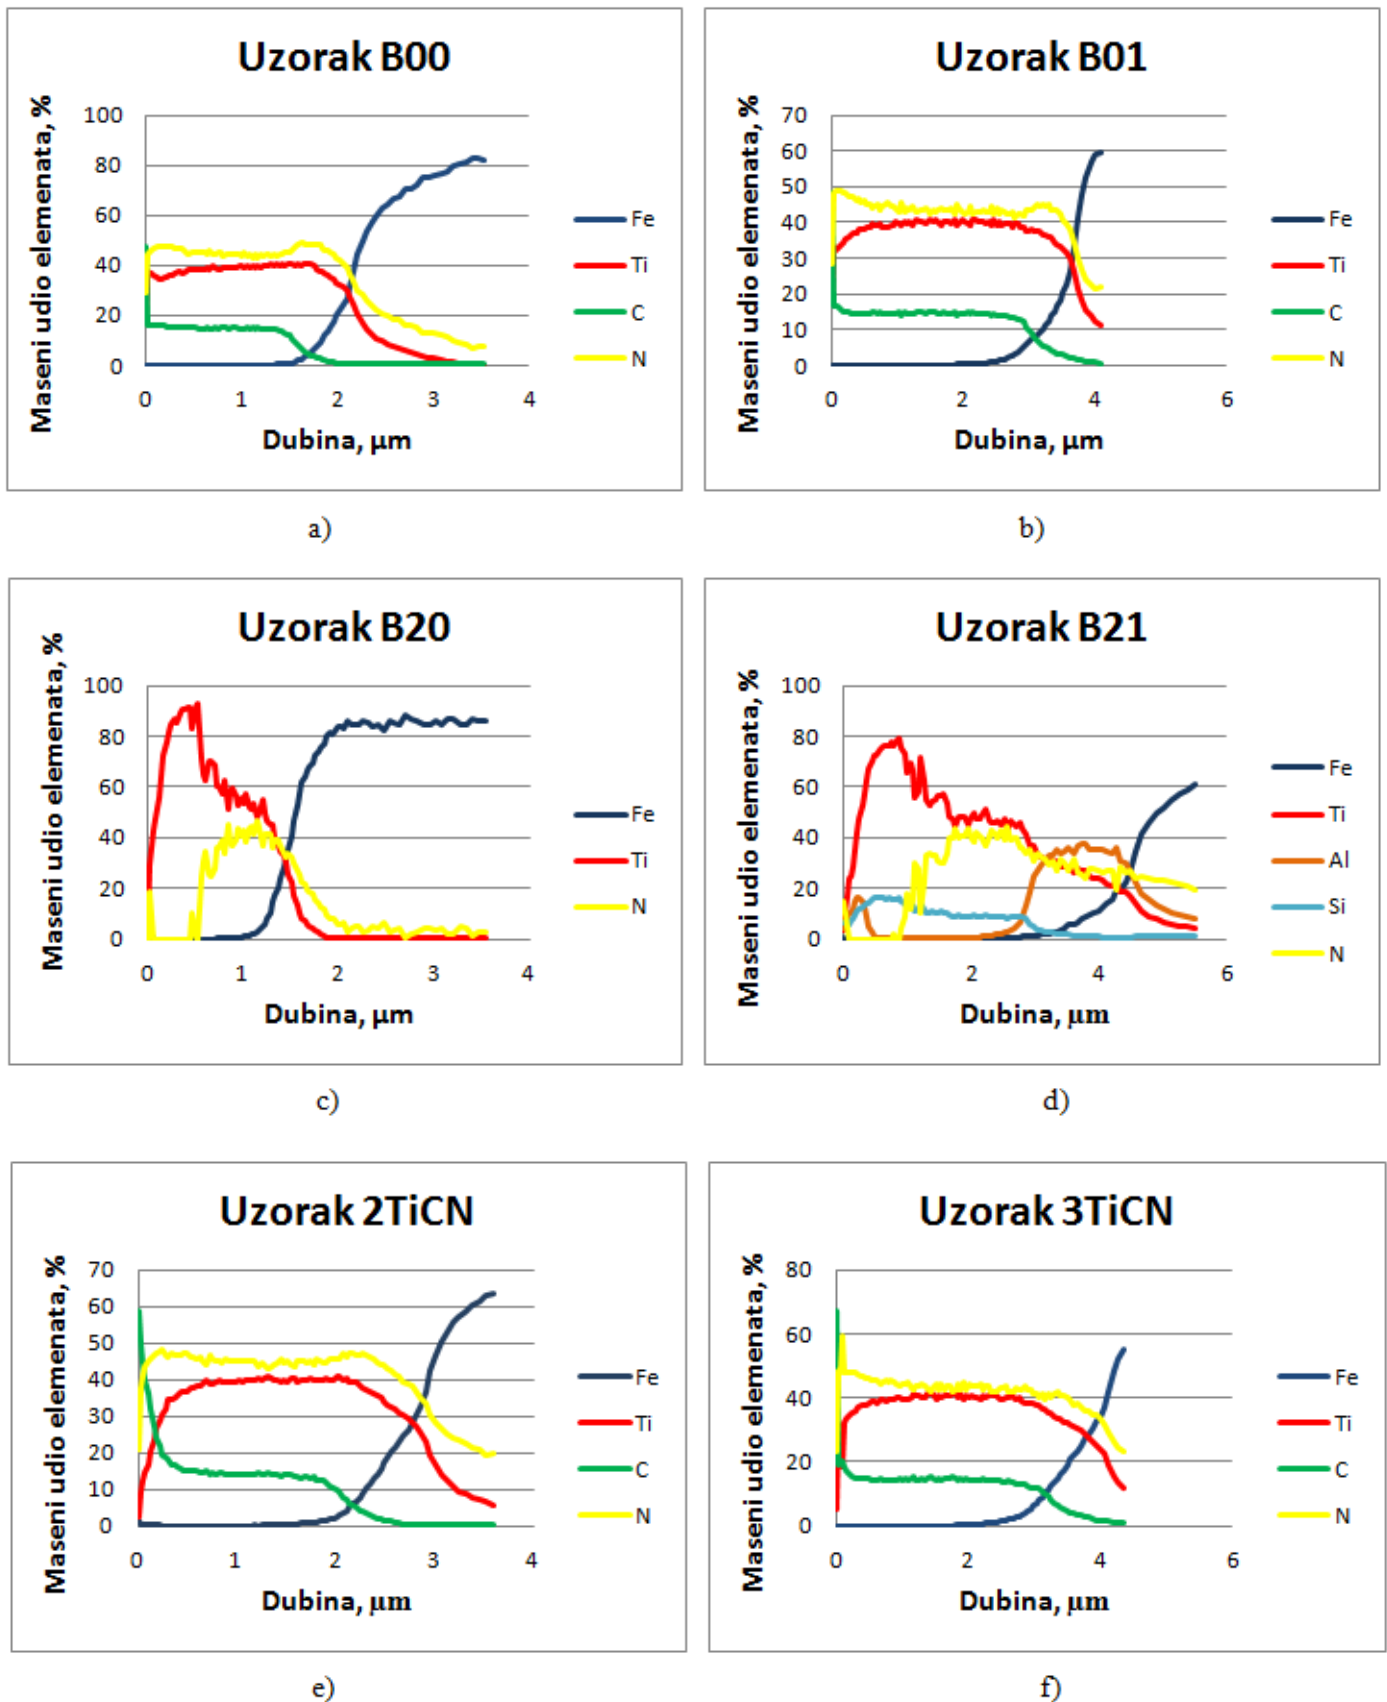 Uzorak B00
Maseni udio elemenata, %
100
80
60
40
20
0
0 1 2 3 4
Dubina, µm
Fe
Ti
C
N
a)
Uzorak B01
Maseni udio elemenata, %
70
60
50
40
30
20
10
0
0 2 4 6
Dubina, µm
Fe
Ti
C
N
b)
Uzorak B20
Maseni udio elemenata, %
100
80
60
40
20
0
0 1 2 3 4
Dubina, µm
Fe
Ti
N
c)
Uzorak B21
Maseni udio elemenata, %
100
80
60
40
20
0
0 2 4 6
Dubina, µm
Fe
Ti
Al
Si
N
d)
Uzorak 2TiCN
Maseni udio elemenata, %
70
60
50
40
30
20
10
0
0 1 2 3 4
Dubina, µm
Fe
Ti
C
N
e)
Uzorak 3TiCN
Maseni udio elemenata, %
80
60
40
20
0
0 2 4 6
Dubina, µm
Fe
Ti
C
N
f)